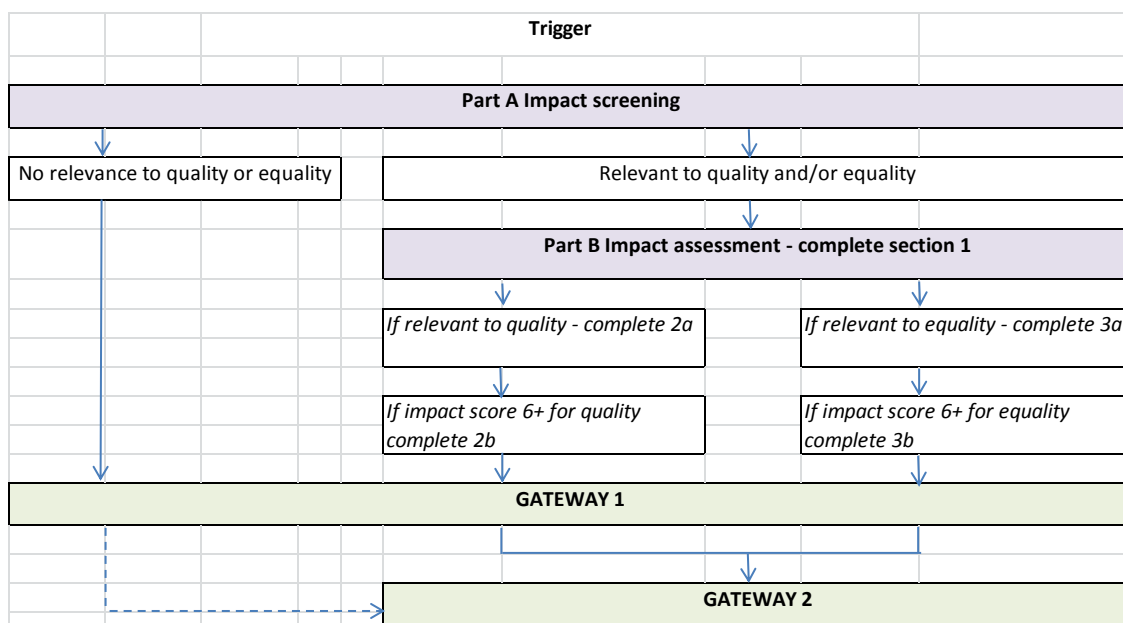 Trigger
Part A Impact screening
No relevance to quality or equality
Relevant to quality and/or equality
Part B Impact assessment - complete section 1
If relevant to quality - complete 2a
If relevant to equality - complete 3a
If impact score 6+ for quality
complete 2b
If impact score 6+ for equality
complete 3b
GATEWAY 1
GATEWAY 2